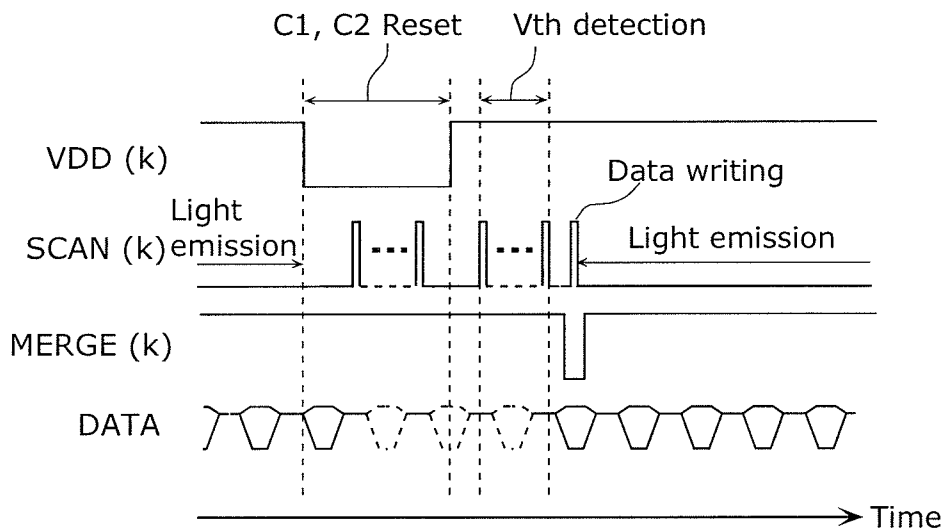 C1, C2 Reset
Vth detection
VDD (k)
Data writing
Light
emission
SCAN (k)
Light emission
MERGE (k)
DATA
Time